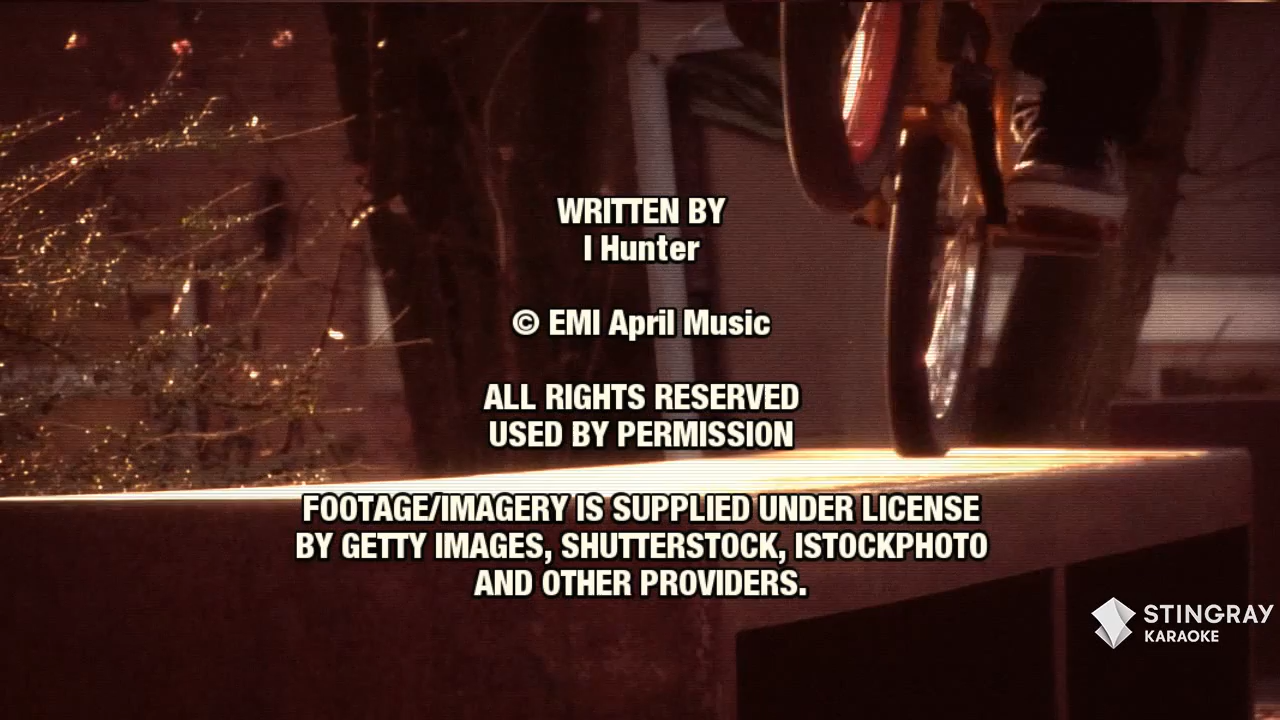 WRITTEN BY
I Hunter
© EMI April Music
ALL RIGHTS RESERVED
USED BY PERMISSION
FOOTAGE/IMAGERY IS SUPPLIED UNDER LICENSE
BY GETTY IMAGES, SHUTTERSTOCK, ISTOCKPHOTO
AND OTHER PROVIDERS.
STINGRAY
KARAOKE